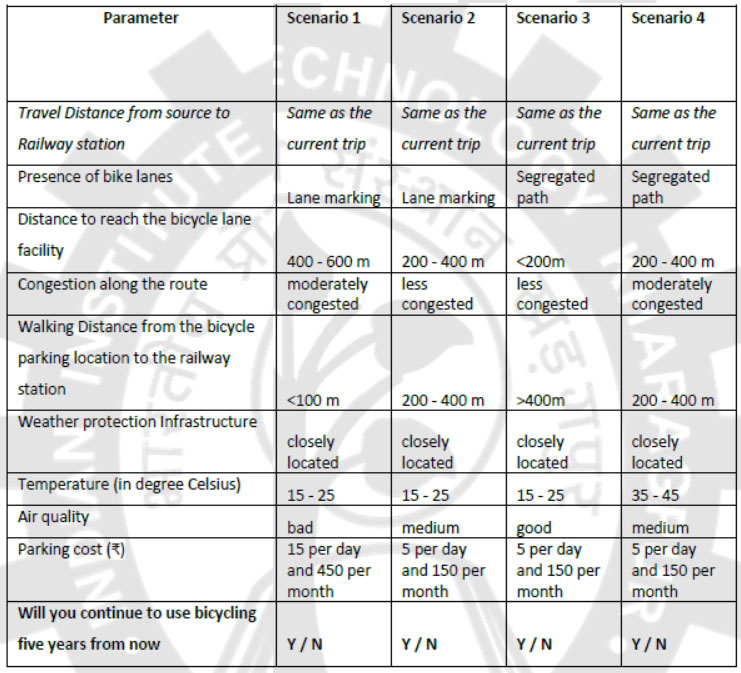 Parameter Scenario 1 Scenario 2 Scenario 3 Scenario 4
Travel Distance from source to Same as the Same as the Same as the Same as the
Railway station current trip current trip current trip current trip
Presence of bike lanes Segregated Segregated
Lane marking Lane marking path path
Distance to reach the bicycle lane
facility
400 - 600 m 200 - 400 m <200m 200 - 400 m
Congestion along the route moderately less less moderately
congested congested congested congested
Walking Distance from the bicycle
parking location to the railway
station
<100 m 200 - 400 m >400m 200 - 400 m
Weather protection Infrastructure
closely closely closely closely
located located located located
Temperature (in degree Celsius)
15 - 25 15 - 25 15 - 25 35 - 45
Air quality
bad medium good medium
Parking cost (₹) 15 per day 5 per day 5 per day 5 per day
and 450 per and 150 per and 150 per and 150 per
month month month month
Will you continue to use bicycling
five years from now Y / N Y / N Y / N Y / N
INDIAN INSTITUTE
TECHNOLOGY KHARAGPUR